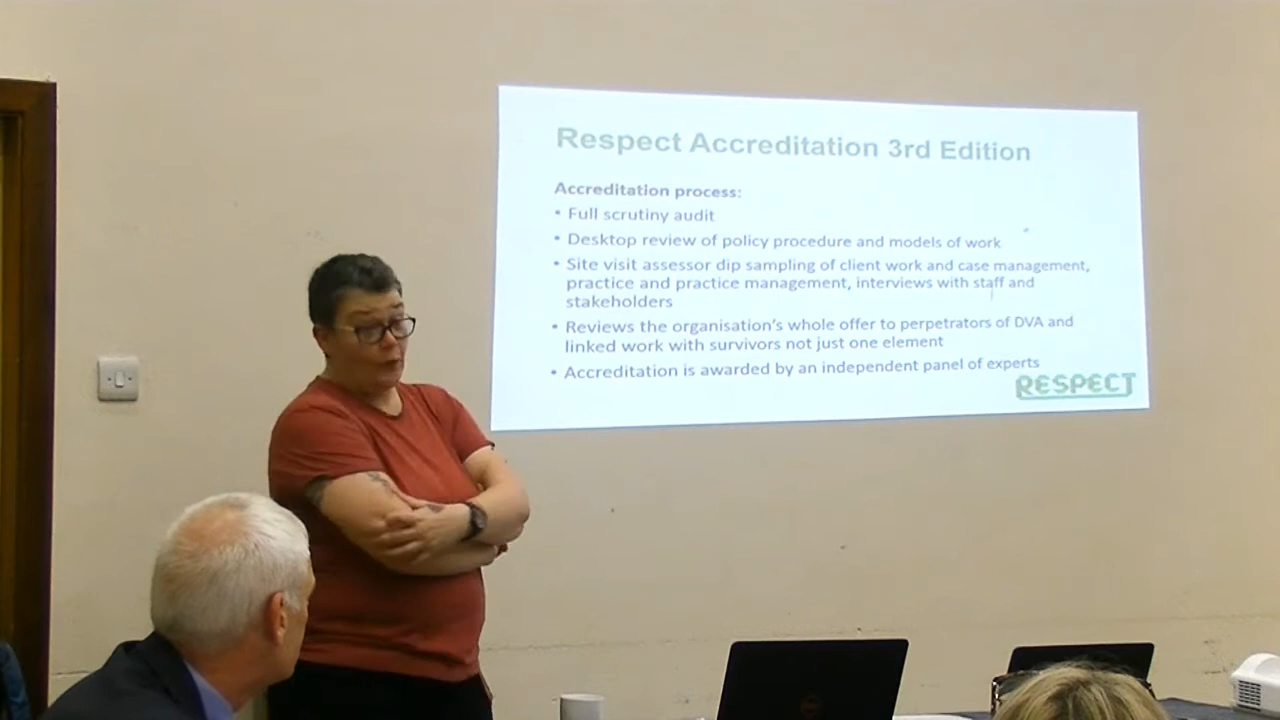 Respect Accreditation 3rd Edition
Accreditation process:
• Full scrutiny audit
• Desktop review of policy procedure and models of work
• Site visit assessor dip sampling of client work and case management,
practice and practice management, interviews with staff and
stakeholders
• Reviews the organisation's whole offer to perpetrators of DVA and
linked work with survivors not just one element
• Accreditation is awarded by an independent panel of experts
RESPECT